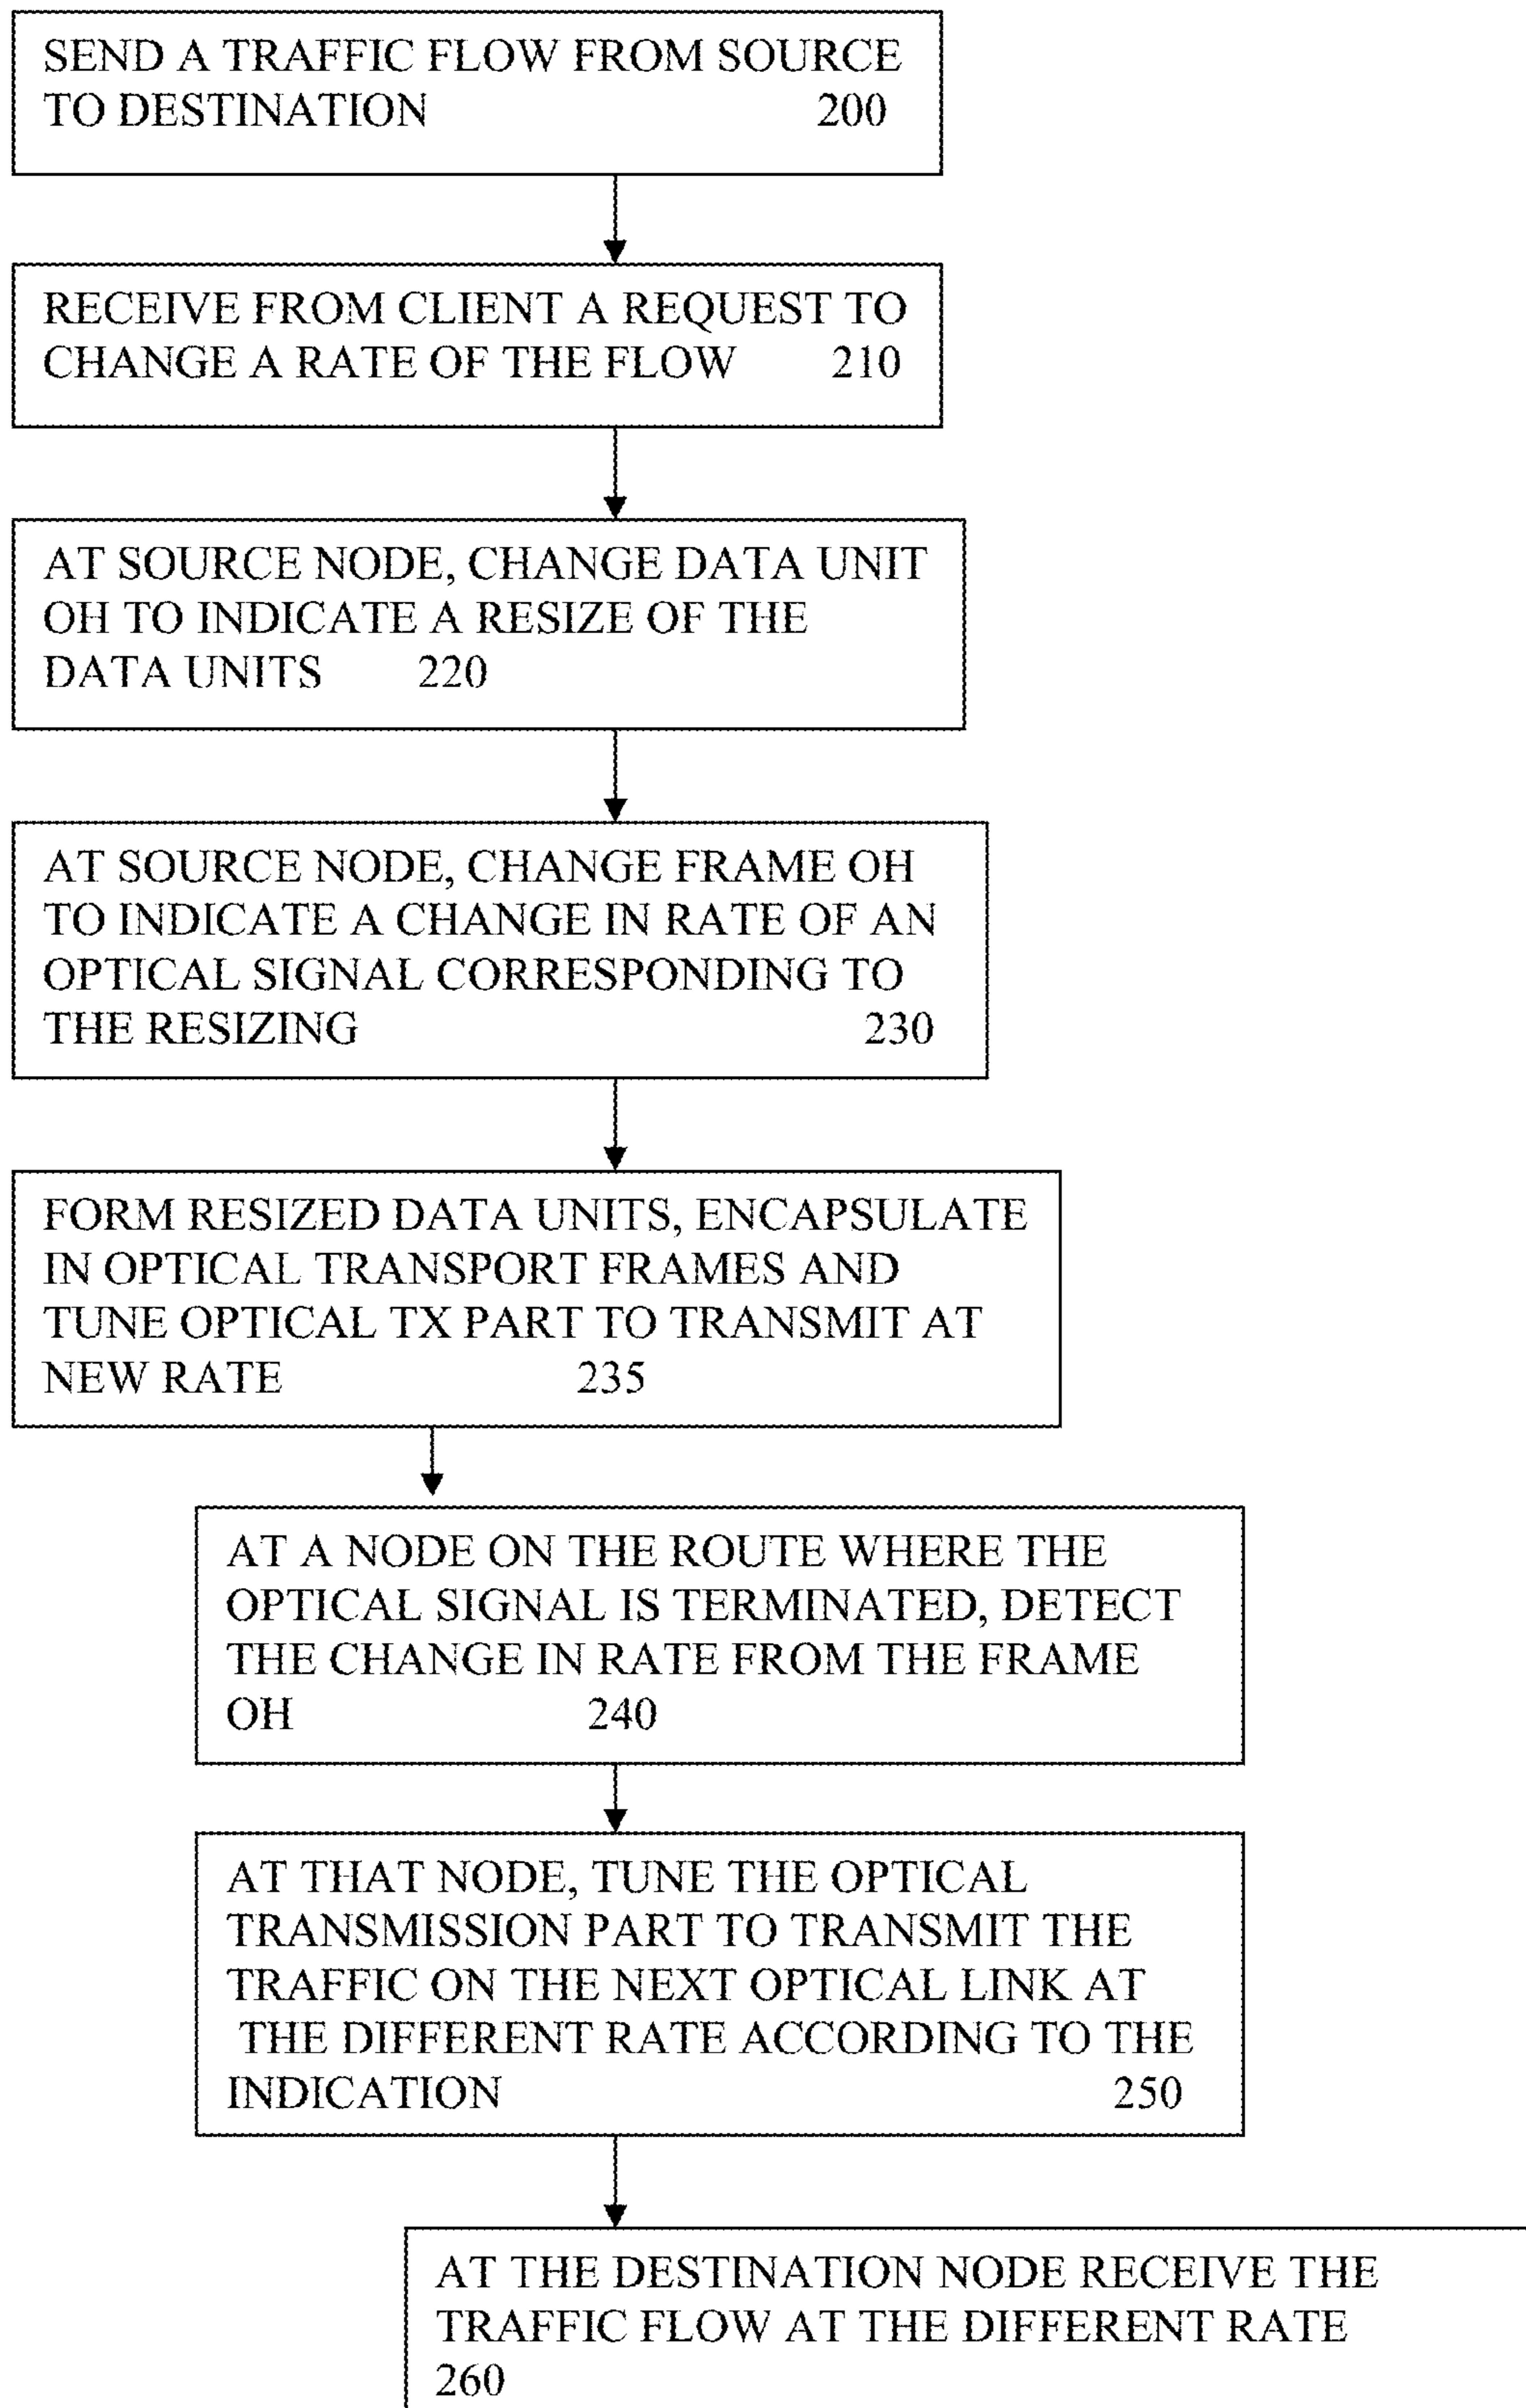 SEND A TRAFFIC FLOW FROM SOURCE
TO DESTINATION 200
RECEIVE FROM CLIENT A REQUEST TO
CHANGE A RATE OF THE FLOW 210
AT SOURCE NODE, CHANGE DATA UNIT
OH TO INDICATE A RESIZE OF THE
DATA UNITS 220
AT SOURCE NODE, CHANGE FRAME OH
TO INDICATE A CHANGE IN RATE OF AN
OPTICAL SIGNAL CORRESPONDING TO
THE RESIZING 230
FORM RESIZED DATA UNITS, ENCAPSULATE
IN OPTICAL TRANSPORT FRAMES AND
TUNE OPTICAL TX PART TO TRANSMIT AT
NEW RATE 235
AT A NODE ON THE ROUTE WHERE THE
OPTICAL SIGNAL IS TERMINATED, DETECT
THE CHANGE IN RATE FROM THE FRAME
OH 240
AT THAT NODE, TUNE THE OPTICAL
TRANSMISSION PART TO TRANSMIT THE
TRAFFIC ON THE NEXT OPTICAL LINK AT
THE DIFFERENT RATE ACCORDING TO THE
INDICATION 250
AT THE DESTINATION NODE RECEIVE THE
TRAFFIC FLOW AT THE DIFFERENT RATE
260